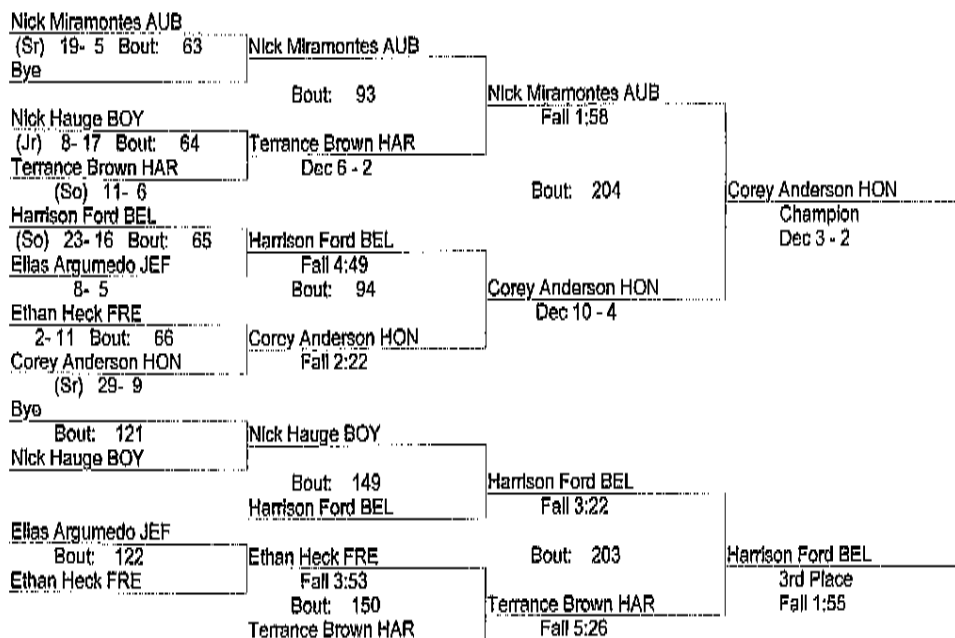 Nick Miramontes AUB
(Sr) 19- 5 Bout: 63
Bye
Nick Miramontes AUB
Bout: 93
Nick Hauge BOY
(Jr) 8- 17 Bout: 64
Terrance Brown HAR
(So) 11- 6
Terrance Brown HAR
Dec 6 - 2
Nick Miramontes AUB
Fall 1:58
Bout: 204
Harrison Ford BEL
(So) 23- 16 Bout: 65
Elias Argumedo JEF
8- 5
Harrison Ford BEL
Fall 4:49
Bout: 94
Ethan Heck FRE
2- 11 Bout: 66
Corey Anderson HON
(Sr) 29- 9
Corey Anderson HON
Fall 2:22
Corey Anderson HON
Dec 10 - 4
Corey Anderson HON
Champion
Dec 3 - 2
Bye
Bout: 121
Nick Hauge BOY
Nick Hauge BOY
Bout: 149
Harrison Ford BEL
Harrison Ford BEL
Fall 3:22
Bout: 203
Elias Argumedo JEF
Bout: 122
Ethan Heck FRE
Ethan Heck FRE
Fall 3:53
Bout: 150
Terrance Brown HAR
Terrance Brown HAR
Fall 5:26
Harrison Ford BEL
3rd Place
Fall 1:55